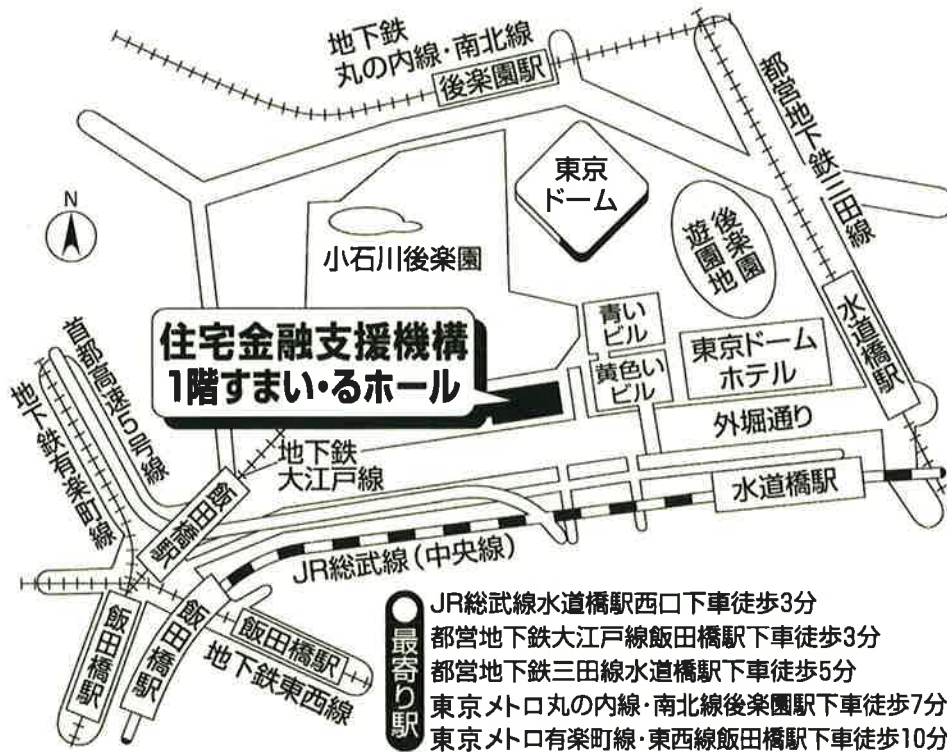 地下鉄
丸の内線・南北線
後楽園駅
都営地下鉄三田線
東京
ドーム
N
小石川後楽園
後楽園
遊園地
水道橋駅
青い
ビル
住宅金融支援機構
1階すまい・るホール
黄色い
ビル
東京ドーム
ホテル
首都高速5号線
地下鉄有楽町線
外堀通り
地下鉄
大江戸線
飯田橋駅
水道橋駅
JR総武線(中央線)
飯田橋駅
飯田橋駅
飯田橋駅
地下鉄東西線
最寄り駅
JR総武線水道橋駅西口下車徒歩3分
都営地下鉄大江戸線飯田橋駅下車徒歩3分
都営地下鉄三田線水道橋駅下車徒歩5分
東京メトロ丸の内線・南北線後楽園駅下車徒歩7分
東京メトロ有楽町線・東西線飯田橋駅下車徒歩10分